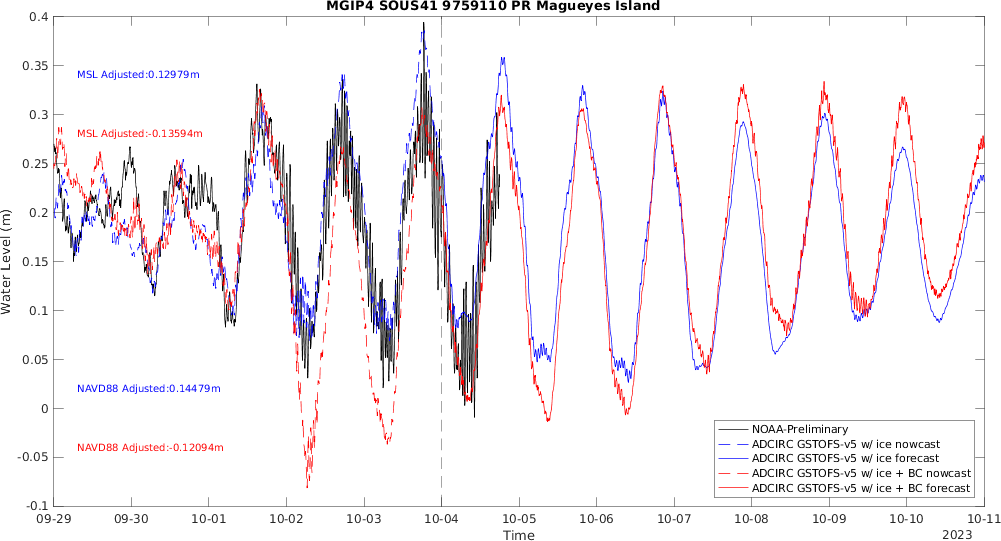 MGIP4 SOUS41 9759110 PR Magueyes Island
0.4
0.35
0.3
0.25
0.2
0.15
0.1
0.05
0
-0.05
-0.1
Water Level (m)
MSL Adjusted:0.12979m
MSL Adjusted:-0.13594m
NAVD88 Adjusted:0.14479m
NAVD88 Adjusted:-0.12094m
NOAA-Preliminary
ADCIRC GSTOFS-v5 w/ ice nowcast
ADCIRC GSTOFS-v5 w/ ice forecast
ADCIRC GSTOFS-v5 w/ ice + BC nowcast
ADCIRC GSTOFS-v5 w/ ice + BC forecast
09-29 09-30 10-01 10-02 10-03 10-04 10-05 10-06 10-07 10-08 10-09 10-10 10-11
Time
2023